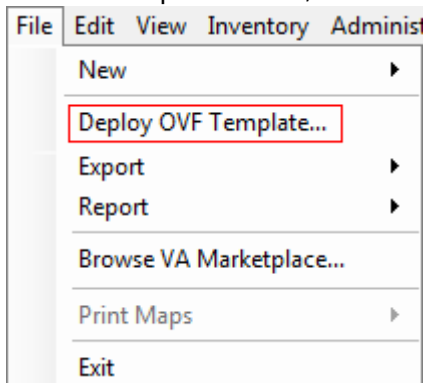 File Edit View Inventory Administ
New
Deploy OVF Template...
Export
Report
Browse VA Marketplace...
Print Maps
Exit